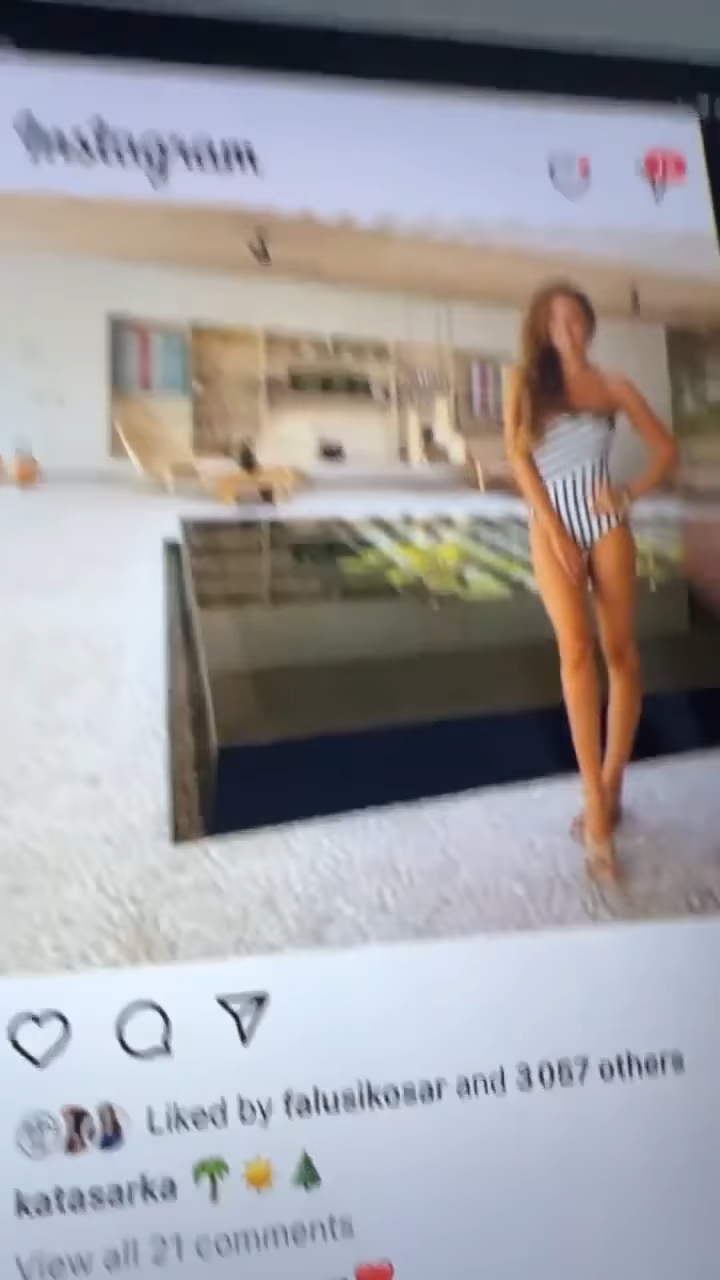 Instagram
Liked by falusikosar and 3 057 others
katasarka 🌴☀️🌲
View all 21 comments